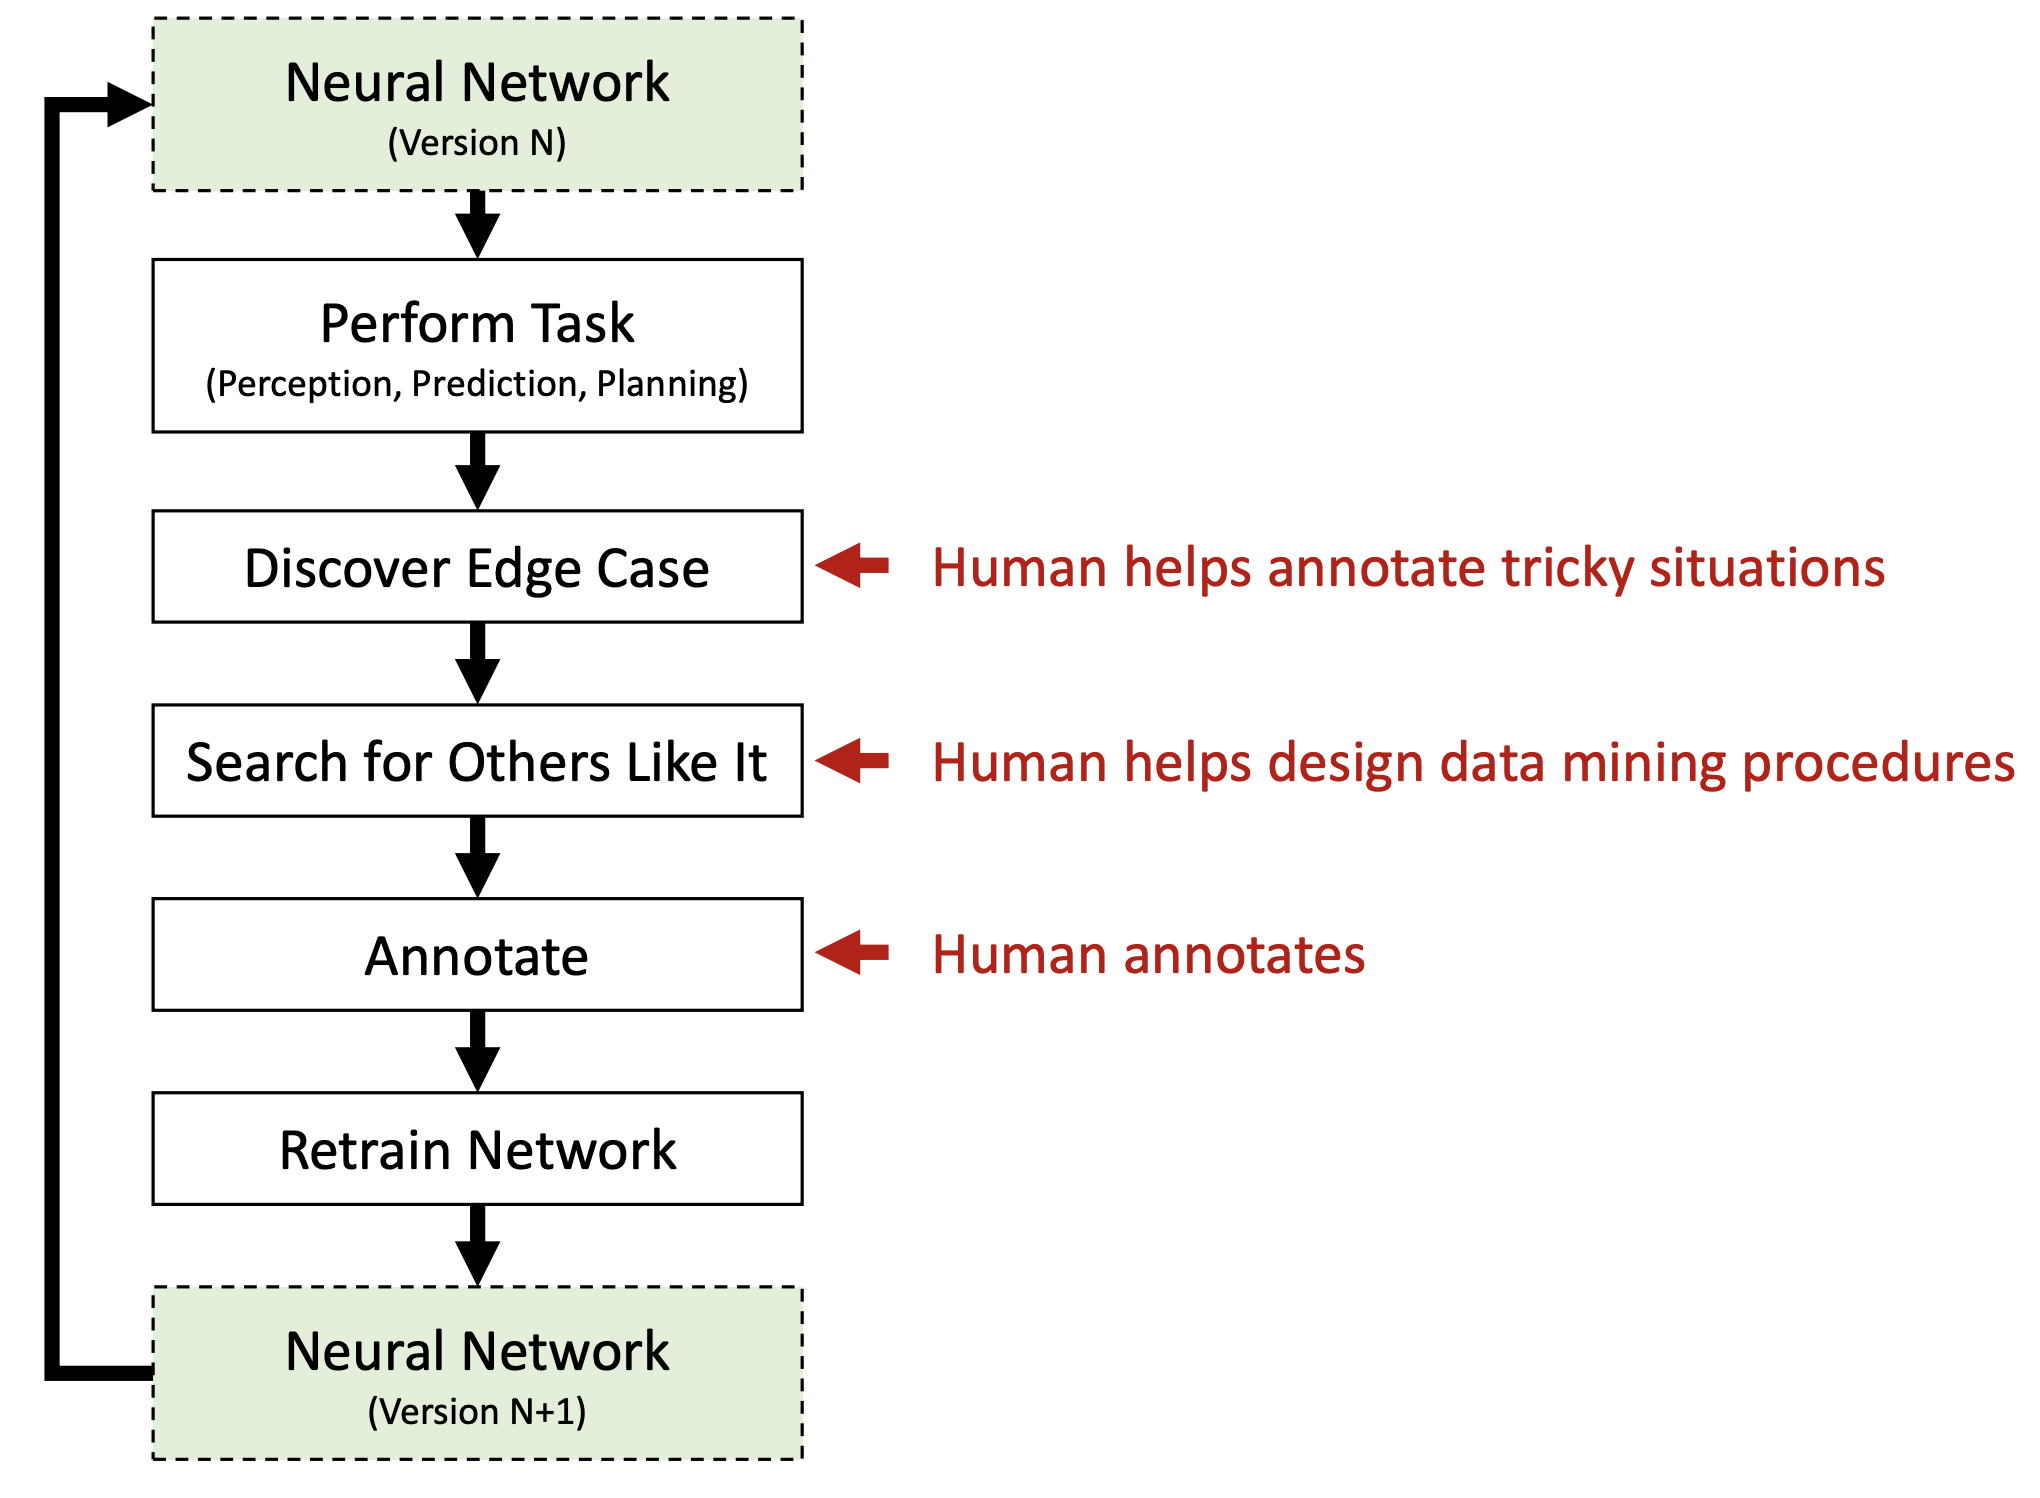 Neural Network
(Version N)
Perform Task
(Perception, Prediction, Planning)
Discover Edge Case
Human helps annotate tricky situations
Search for Others Like It
Human helps design data mining procedures
Annotate
Human annotates
Retrain Network
Neural Network
(Version N+1)